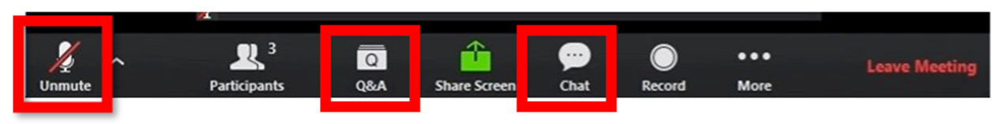 Unmute
Participants
3
Q
Q&A
Share Screen
Chat
Record
More
Leave Meeting